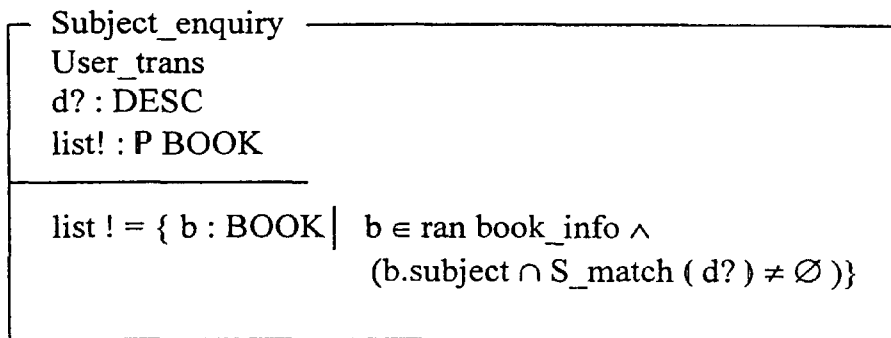 Subject_enquiry
User_trans
d? : DESC
list! : ℙ BOOK
list ! = { b : BOOK | b ∈ ran book_info ∧
(b.subject ∩ S_match ( d? ) ≠ ∅ )}